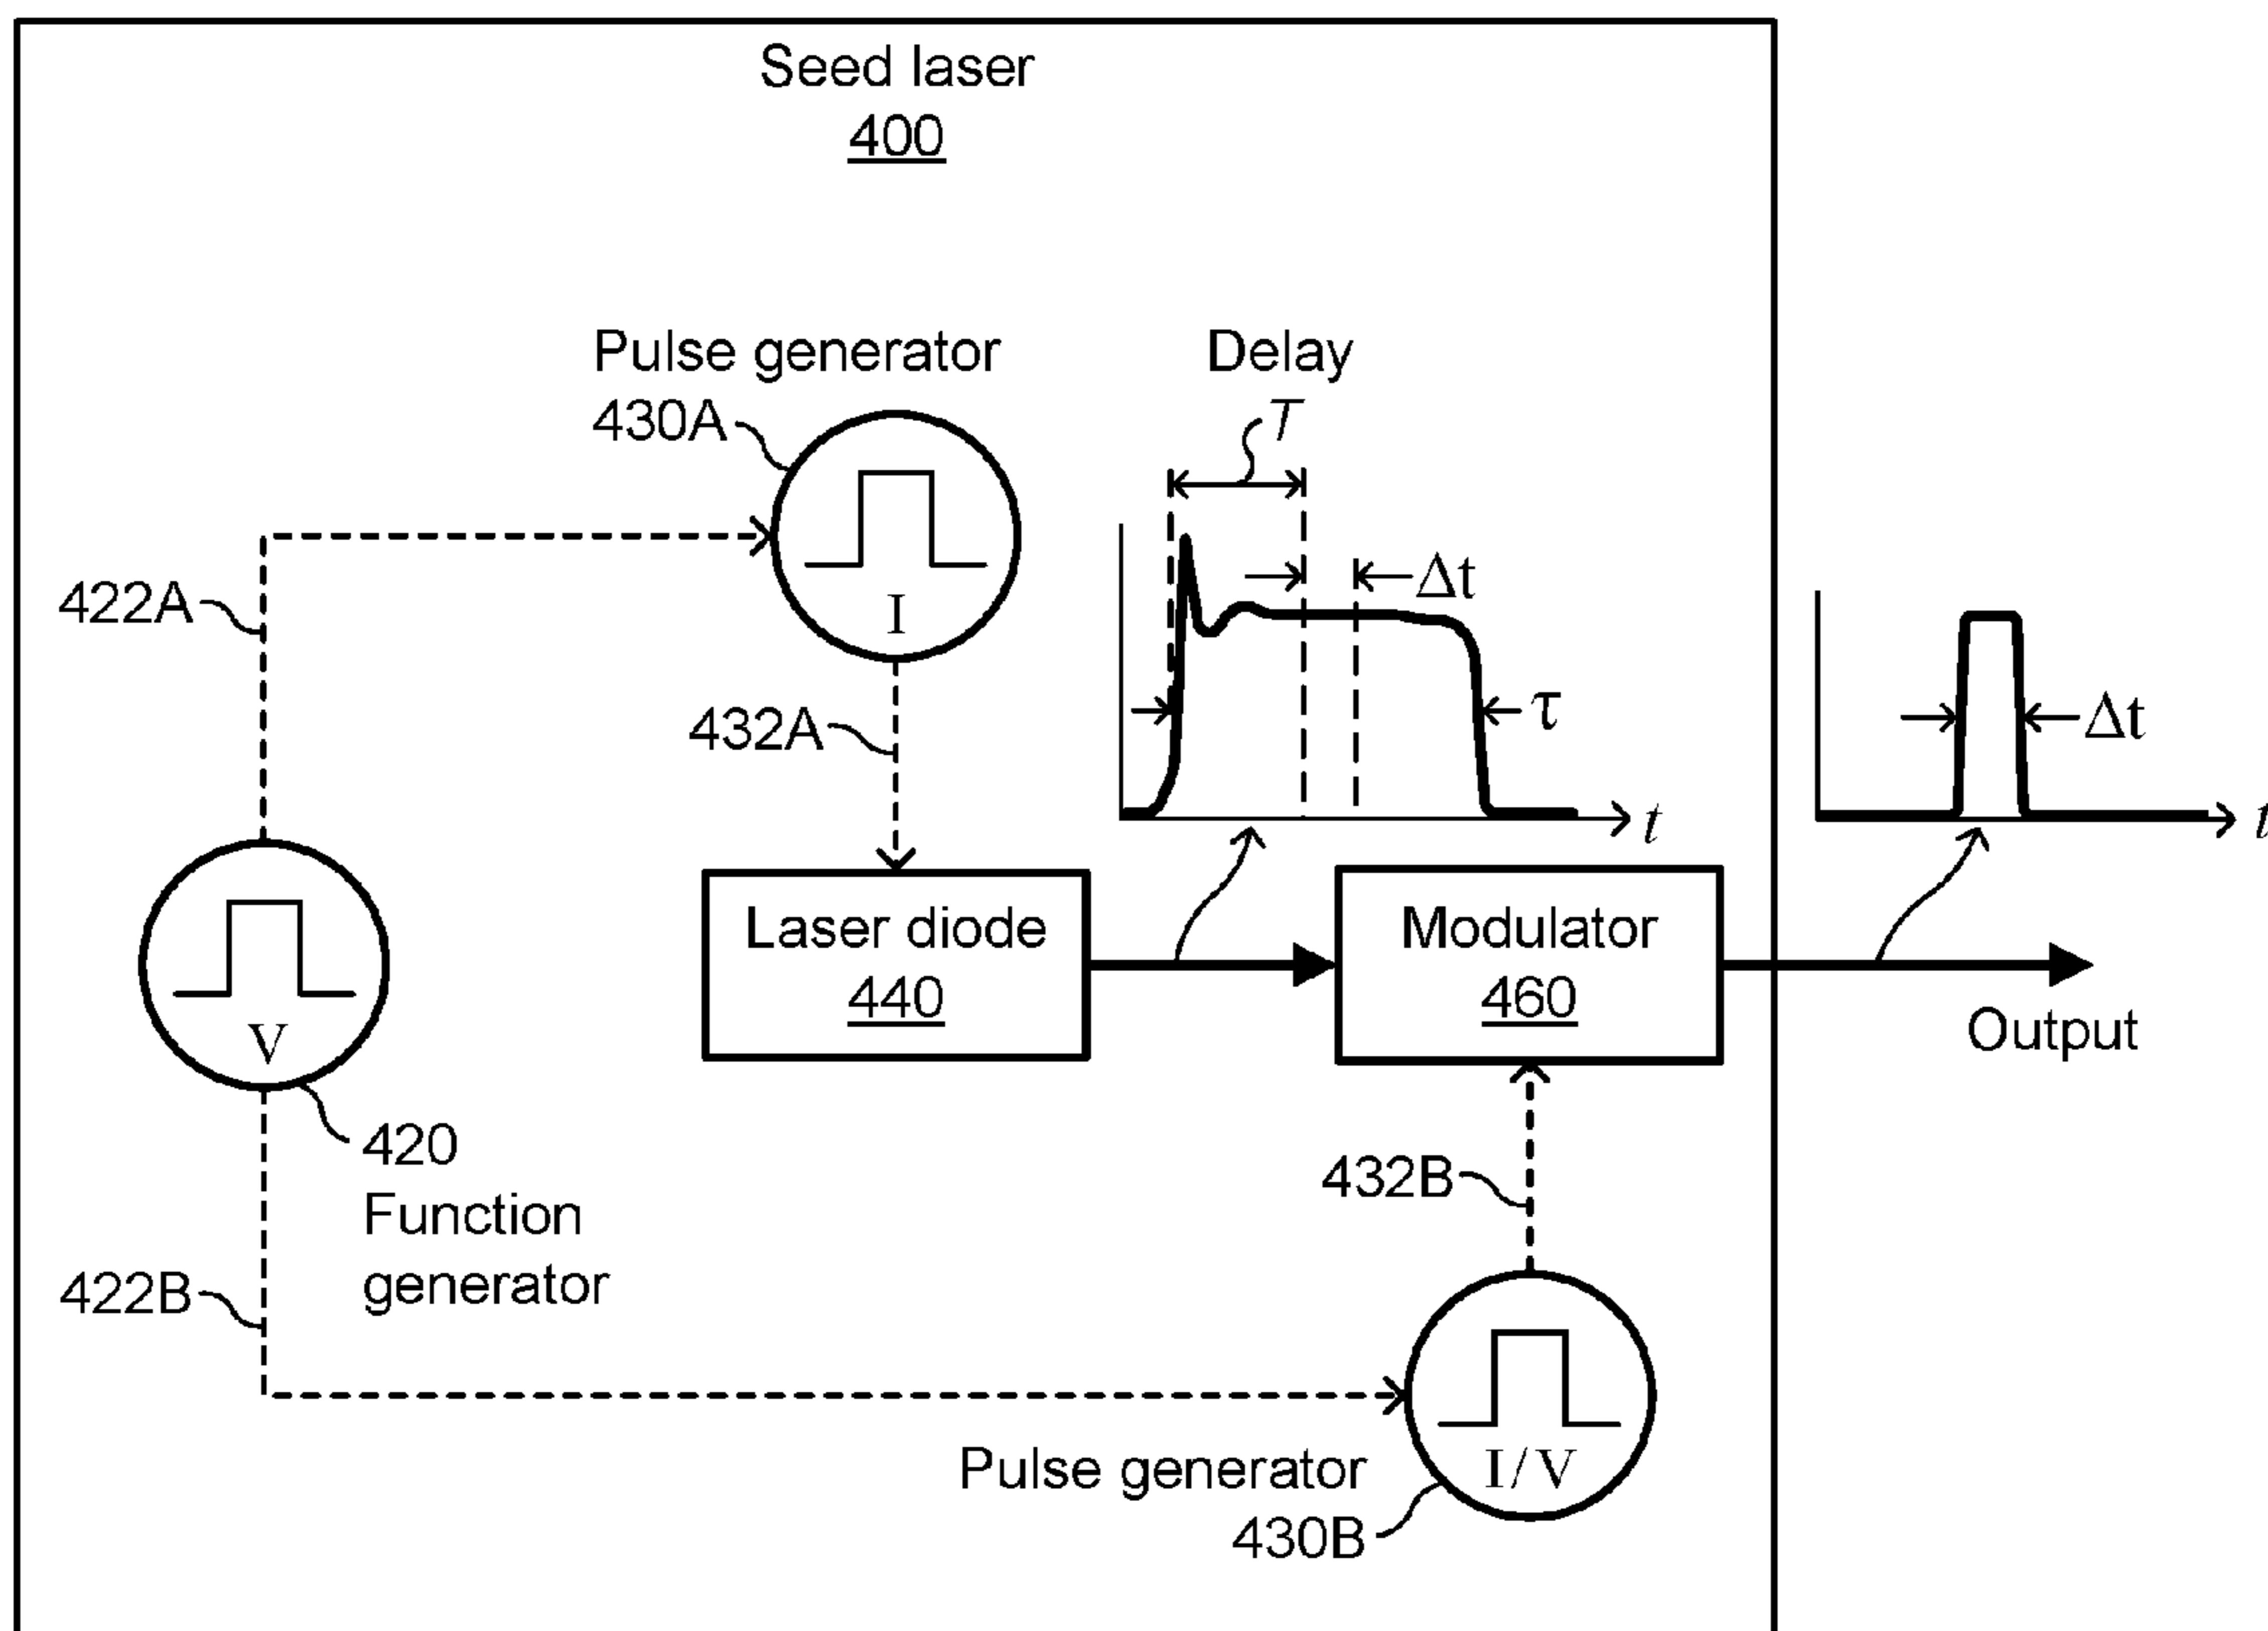 Seed laser
400
Pulse generator
430A
I
Delay
T
Δt
τ
t
422A
432A
Δt
t
Laser diode
440
Modulator
460
Output
V
420
Function
generator
422B
432B
I/V
Pulse generator
430B